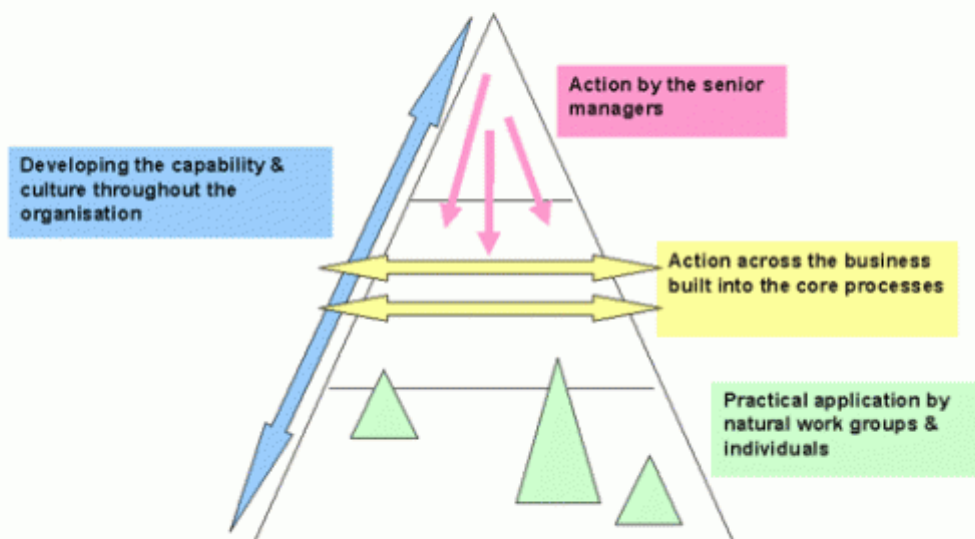 Action by the senior
managers
Developing the capability &
culture throughout the
organisation
Action across the business
built into the core processes
Practical application by
natural work groups &
individuals